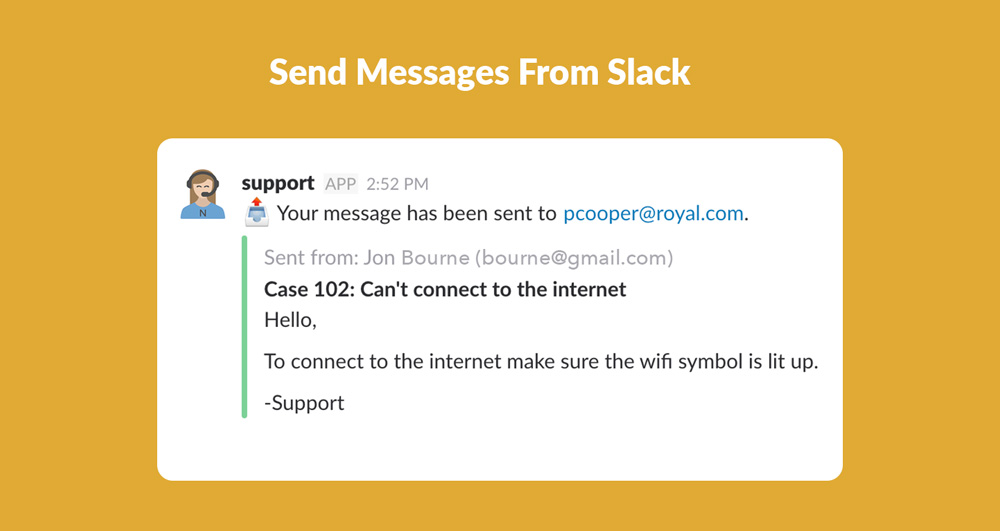 Send Messages From Slack
support APP 2:52 PM
Your message has been sent to pcooper@royal.com.
Sent from: Jon Bourne (bourne@gmail.com)
Case 102: Can't connect to the internet
Hello,
To connect to the internet make sure the wifi symbol is lit up.
-Support
N